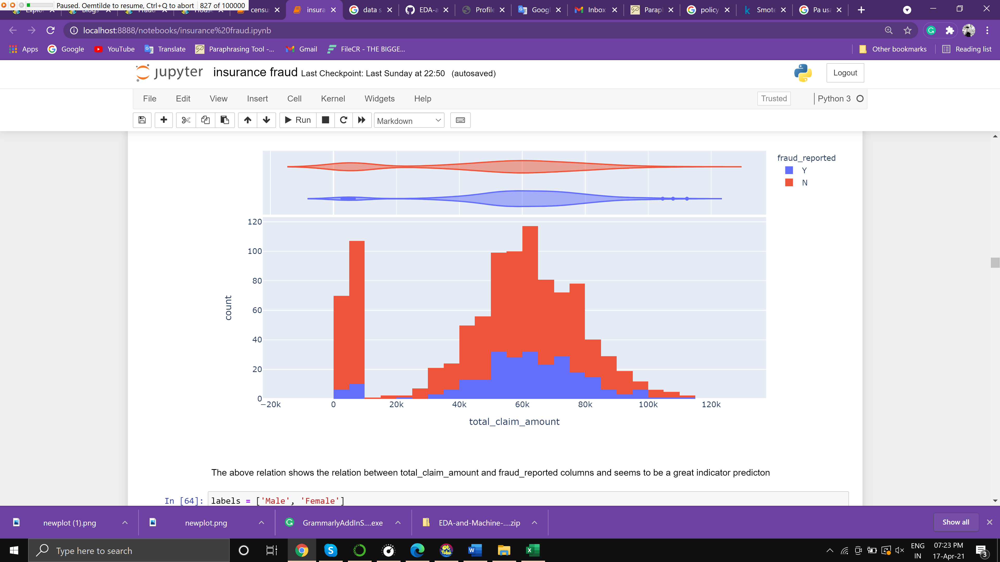 Paused. Oemtilde to resume, Ctrl+Q to abort 827 of 100000
censu insura data s EDA-a Profile Googl Inbox Parap policy Smote Pa usa
localhost:8888/notebooks/insurance%20fraud.ipynb
Apps Google YouTube Translate Paraphrasing Tool -... Gmail FileCR - THE BIGGE... Other bookmarks Reading list
jupyter insurance fraud Last Checkpoint: Last Sunday at 22:50 (autosaved) Logout
File Edit View Insert Cell Kernel Widgets Help Trusted Python 3
Run Markdown
fraud_reported
Y
N
120
100
80
60
40
20
0
count
−20k 0 20k 40k 60k 80k 100k 120k
total_claim_amount
The above relation shows the relation between total_claim_amount and fraud_reported columns and seems to be a great indicator predicton
In [64]: labels = ['Male', 'Female']
newplot (1).png newplot.png GrammarlyAddInS....exe EDA-and-Machine-....zip Show all
Type here to search
ENG 07:23 PM
IN 17-Apr-21 3